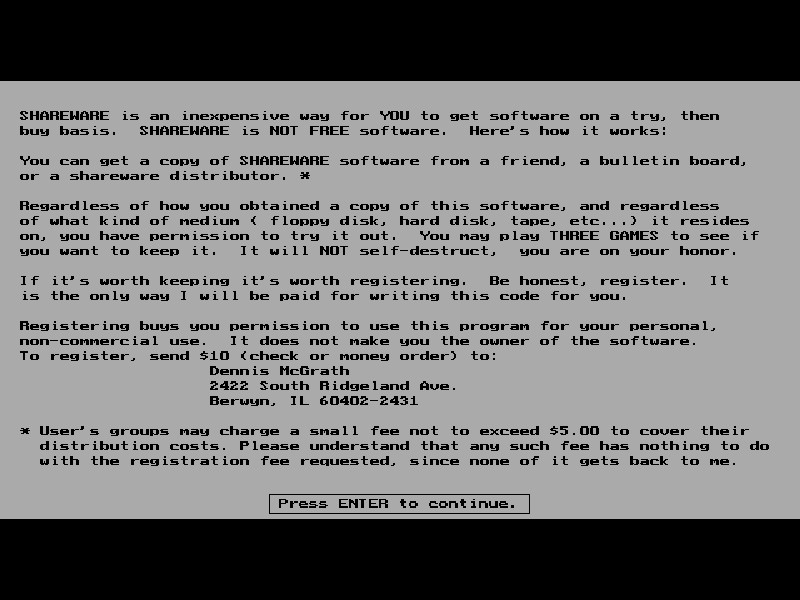 SHAREWARE is an inexpensive way for YOU to get software on a try, then
buy basis.  SHAREWARE is NOT FREE software.  Here's how it works:
You can get a copy of SHAREWARE software from a friend, a bulletin board,
or a shareware distributor. *
Regardless of how you obtained a copy of this software, and regardless
of what kind of medium ( floppy disk, hard disk, tape, etc...) it resides
on, you have permission to try it out.  You may play THREE GAMES to see if
you want to keep it.  It will NOT self-destruct,  you are on your honor.
If it's worth keeping it's worth registering.  Be honest, register.  It
is the only way I will be paid for writing this code for you.
Registering buys you permission to use this program for your personal,
non-commercial use.  It does not make you the owner of the software.
To register, send $10 (check or money order) to:
Dennis McGrath
2422 South Ridgeland Ave.
Berwyn, IL 60402-2431
* User's groups may charge a small fee not to exceed $5.00 to cover their
distribution costs. Please understand that any such fee has nothing to do
with the registration fee requested, since none of it gets back to me.
Press ENTER to continue.